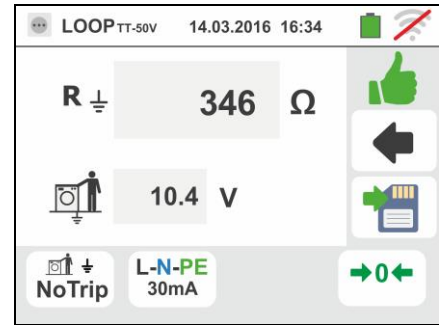 LOOP TT-50V 14.03.2016 16:34
R 346 Ω
10.4 V
NoTrip
L-N-PE
30mA
→0←